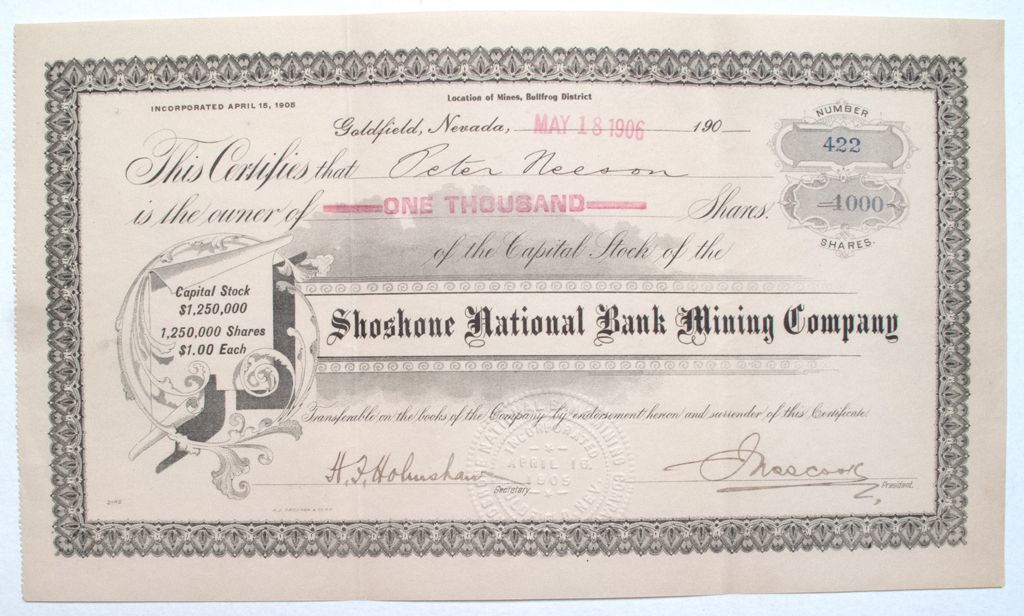 INCORPORATED APRIL 15, 1905
Location of Mines, Bullfrog District
Goldfield, Nevada, MAY 18 1906 190
NUMBER
422
This Certifies that Peter Neeson
is the owner of ONE THOUSAND Shares
1000
SHARES.
of the Capital Stock of the
Capital Stock
$1,250,000
1,250,000 Shares
$1.00 Each
Shoshone National Bank Mining Company
Transferable on the books of the Company by endorsement hereon and surrender of this Certificate.
INCORPORATED
APRIL 16,
1905
H. F. Holmshaw
Secretary.
President.